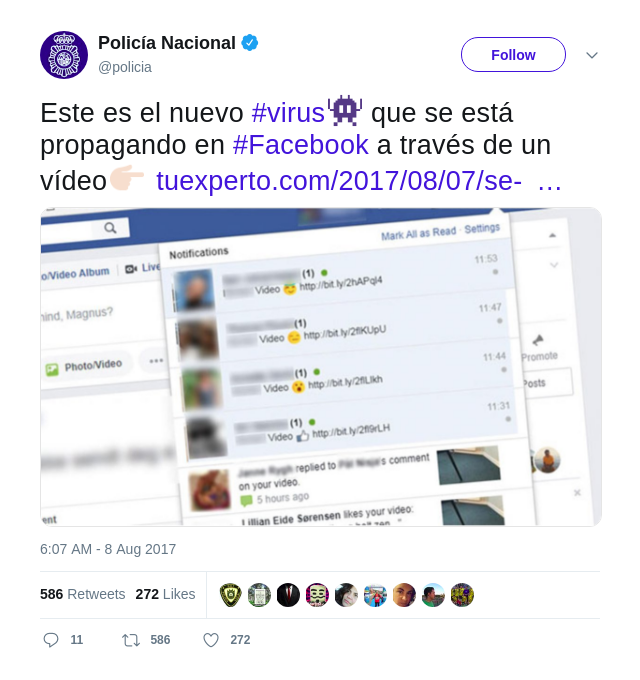 Policía Nacional
@policia
Follow
Este es el nuevo #virus que se está
propagando en #Facebook a través de un
vídeo tuexperto.com/2017/08/07/se- …
Notifications
Mark All as Read · Settings
o/Video Album
Live
(1)
Video http://bit.ly/2hAPql4
11:53
ind, Magnus?
(1)
Video http://bit.ly/2flKUpU
11:47
Photo/Video
(1)
Video http://bit.ly/2flLlkh
11:44
Promote
Posts
(1)
Video http://bit.ly/2fl9rLH
11:31
replied to comment
on your video.
5 hours ago
Lillian Eide Sørensen likes your video:
ent
6:07 AM - 8 Aug 2017
586 Retweets 272 Likes
11 586 272